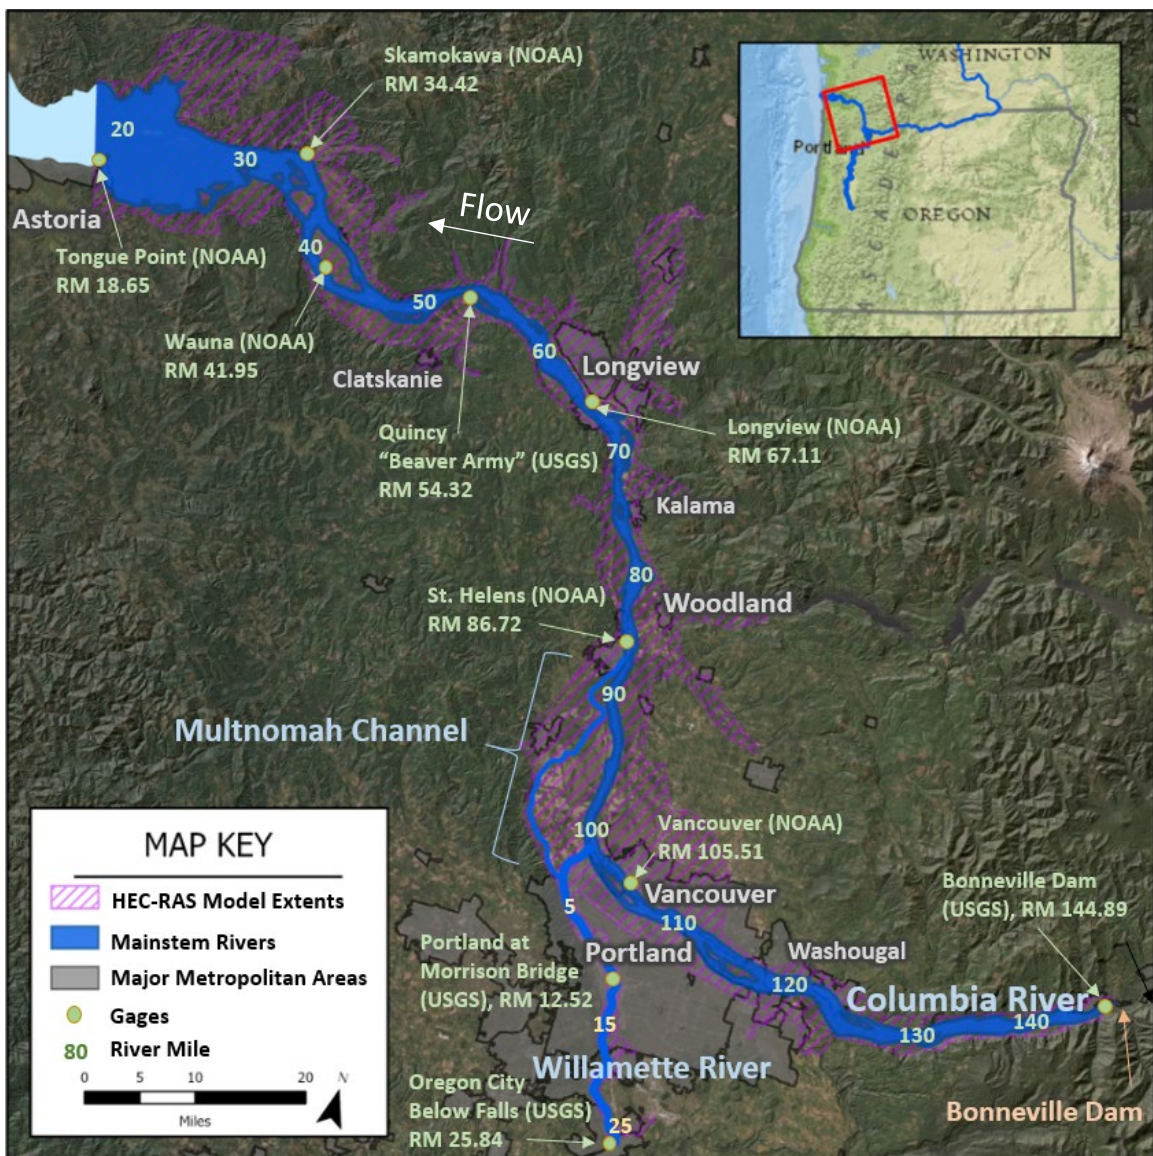 Skamokawa (NOAA)
RM 34.42
20
30
Astoria
Tongue Point (NOAA)
RM 18.65
Flow
40
50
Wauna (NOAA)
RM 41.95
Clatskanie
60
Longview
Quincy
“Beaver Army” (USGS)
RM 54.32
Longview (NOAA)
RM 67.11
70
Kalama
80
St. Helens (NOAA)
RM 86.72
Woodland
90
Multnomah Channel
100
Vancouver (NOAA)
RM 105.51
Vancouver
110
5
Portland
Portland at
Morrison Bridge
(USGS), RM 12.52
15
Washougal
120
Columbia River
130
140
Bonneville Dam
(USGS), RM 144.89
Bonneville Dam
Willamette River
Oregon City
Below Falls (USGS)
RM 25.84
25
WASHINGTON
OREGON
MAP KEY
HEC-RAS Model Extents
Mainstem Rivers
Major Metropolitan Areas
Gages
80 River Mile
0 5 10 20
Miles
N